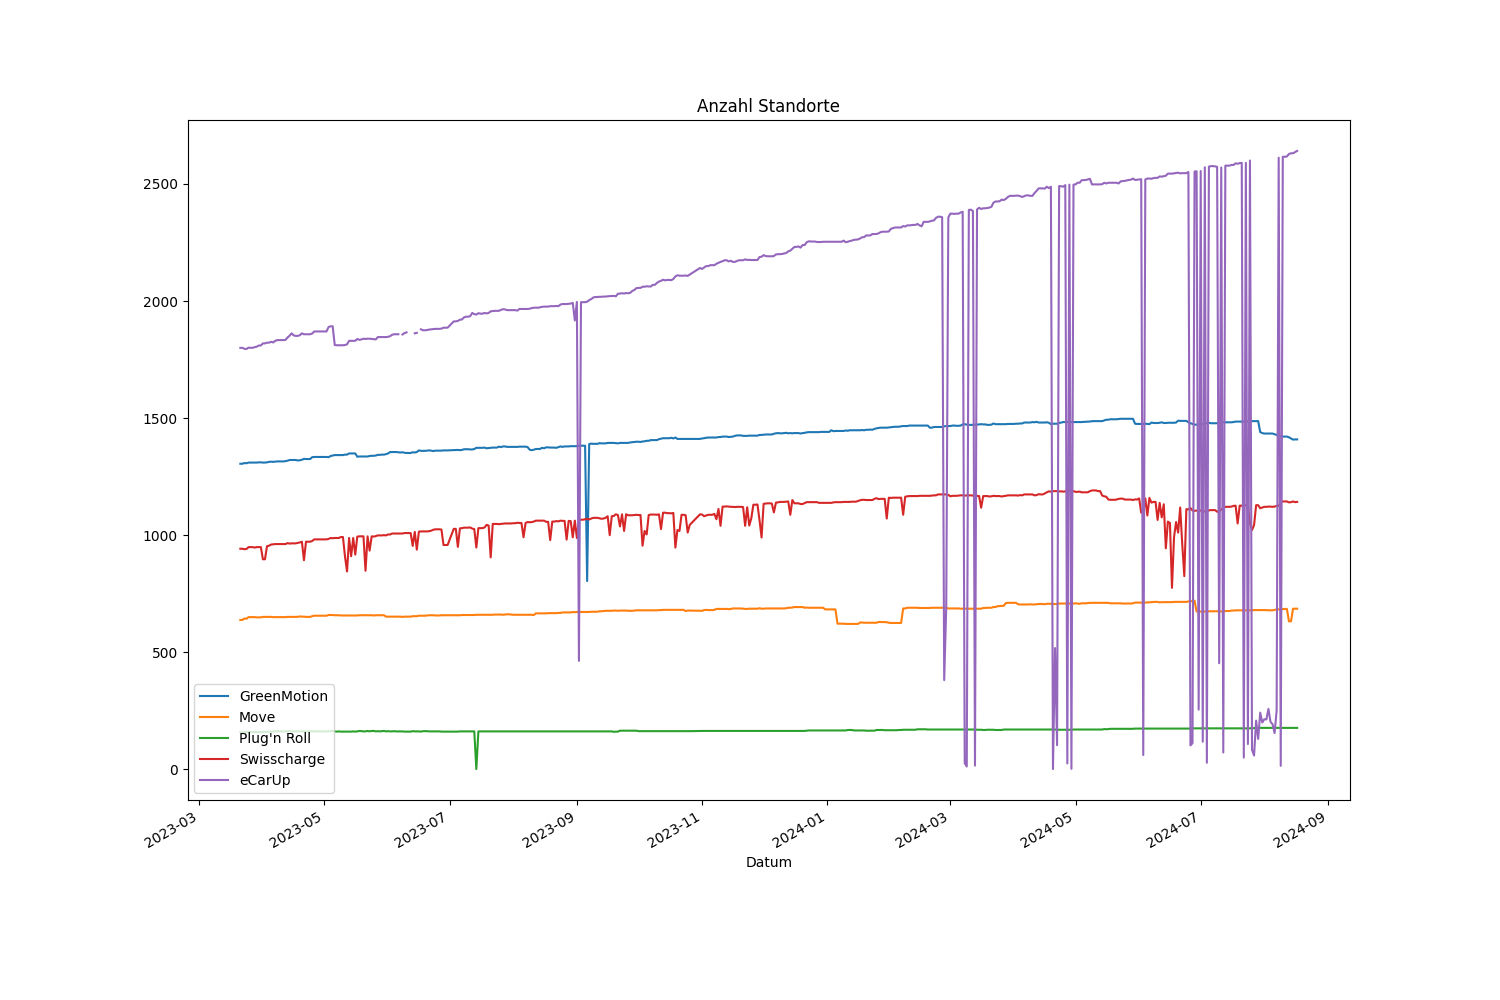 Anzahl Standorte
2500
2000
1500
1000
500
0
GreenMotion
Move
Plug'n Roll
Swisscharge
eCarUp
2023-03
2023-05
2023-07
2023-09
2023-11
2024-01
2024-03
2024-05
2024-07
2024-09
Datum